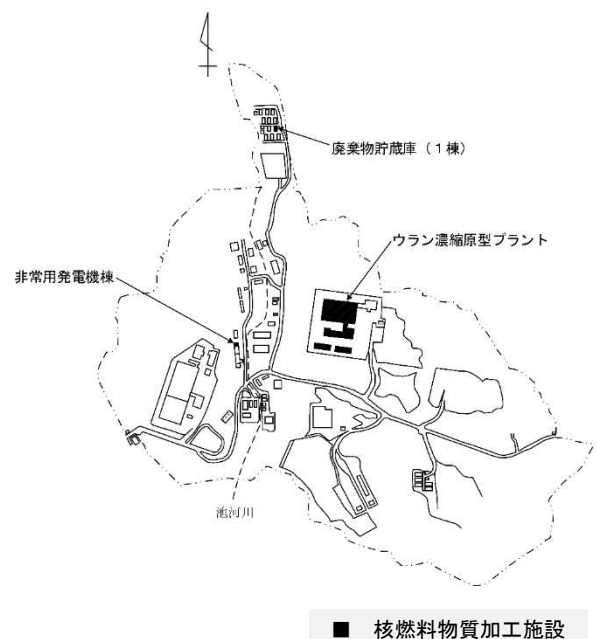 廃棄物貯蔵庫（１棟）
ウラン濃縮原型プラント
非常用発電機棟
池河川
■ 核燃料物質加工施設